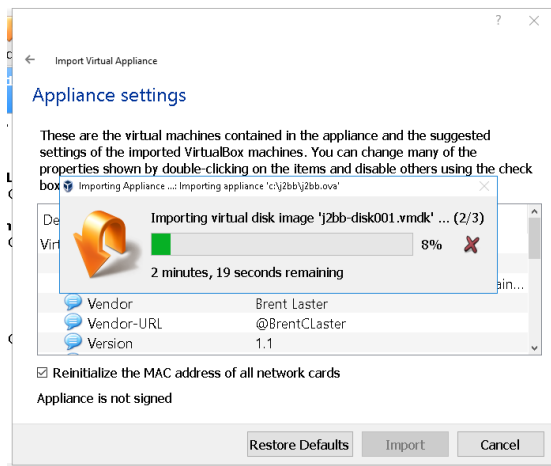 ?
Import Virtual Appliance
Appliance settings
These are the virtual machines contained in the appliance and the suggested
settings of the imported VirtualBox machines. You can change many of the
properties shown by double-clicking on the items and disable others using the check
box
Importing Appliance ...: Importing appliance 'c:\j2bb\j2bb.ova'
Importing virtual disk image 'j2bb-disk001.vmdk' ... (2/3)
8%
2 minutes, 19 seconds remaining
De
Virt
ain...
Vendor Brent Laster
Vendor-URL @BrentCLaster
Version 1.1
Reinitialize the MAC address of all network cards
Appliance is not signed
Restore Defaults Import Cancel